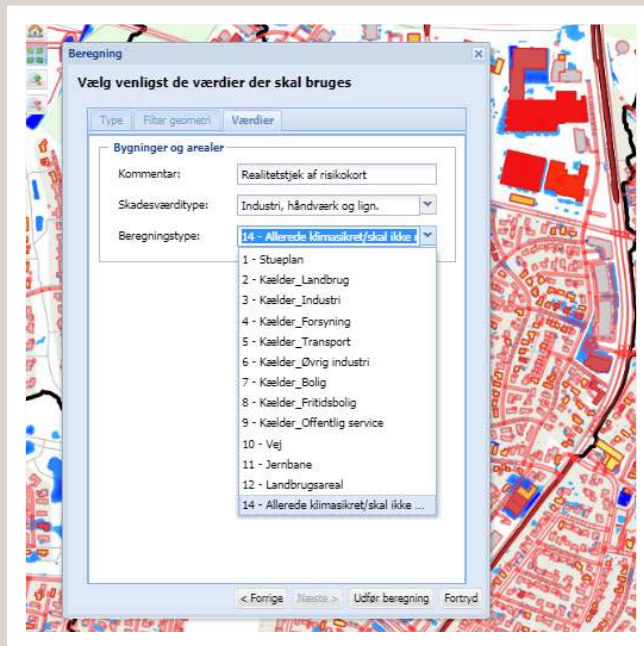 Beregning
Vælg venligst de værdier der skal bruges
Type
Filter geometri
Værdier
Bygninger og arealer
Kommentar: Realitetstjek af risikokort
Skadesværditype: Industri, håndværk og lign.
Beregningstype: 14 - Allerede klimasikret/skal ikke
1 - Stueplan
2 - Kælder_Landbrug
3 - Kælder_Industri
4 - Kælder_Forsyning
5 - Kælder_Transport
6 - Kælder_Øvrig industri
7 - Kælder_Bolig
8 - Kælder_Fritidsbolig
9 - Kælder_Offentlig service
10 - Vej
11 - Jernbane
12 - Landbrugsareal
14 - Allerede klimasikret/skal ikke ...
< Forrige Næste > Udfør beregning Fortryd